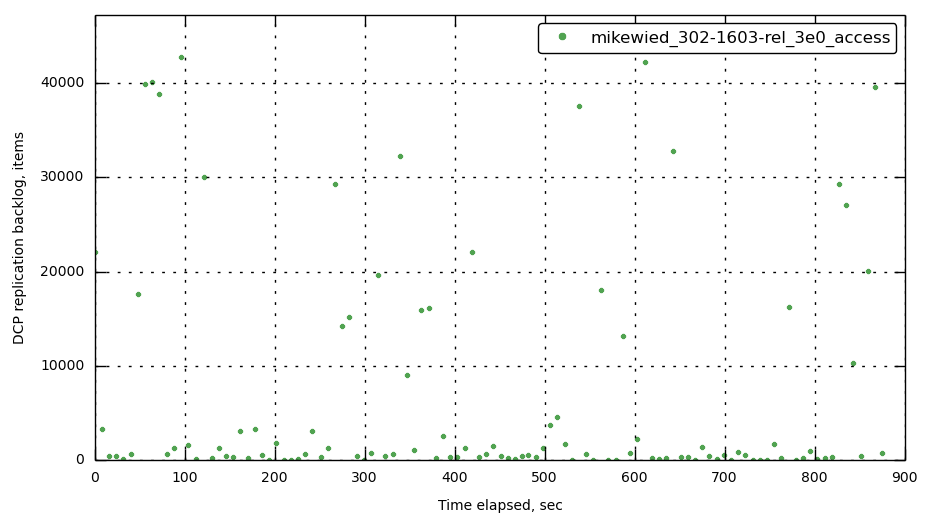 mikewied_302-1603-rel_3e0_access
40000
30000
20000
10000
0
DCP replication backlog, items
0 100 200 300 400 500 600 700 800 900
Time elapsed, sec